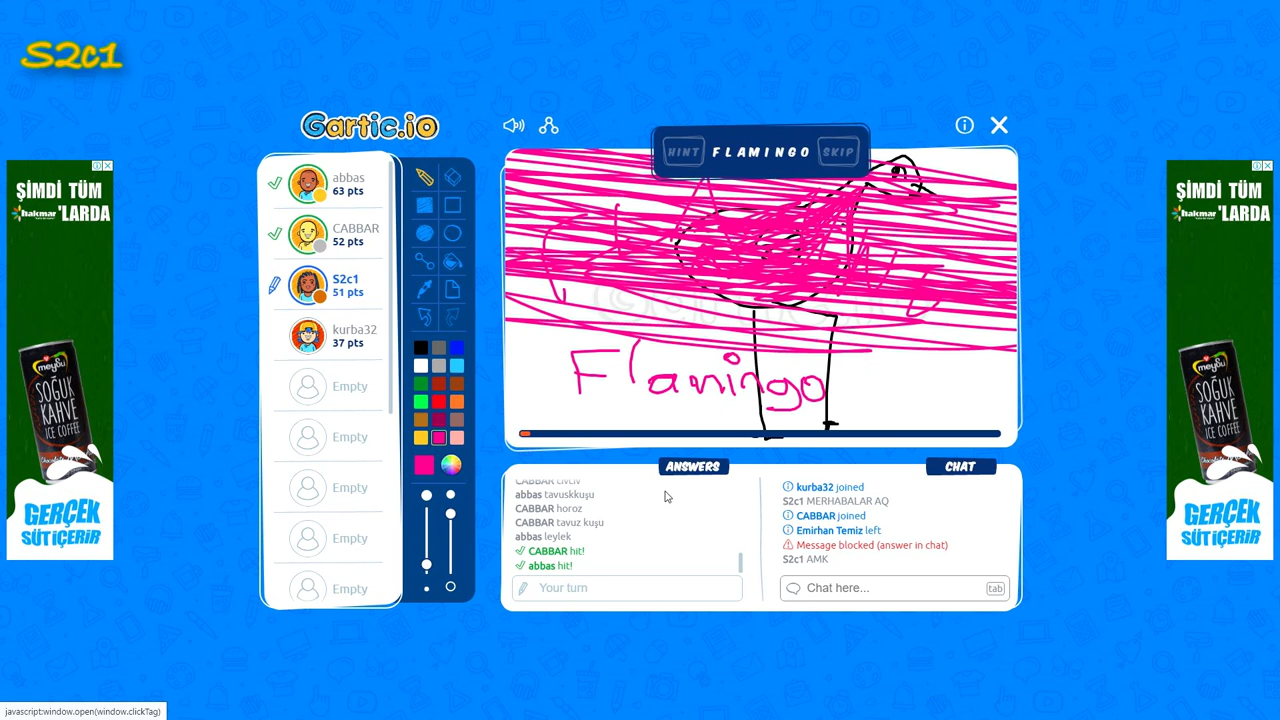 S2c1
Gartic.io
HINT
FLAMINGO
SKIP
abbas
63 pts
CABBAR
52 pts
S2c1
51 pts
kurba32
37 pts
Empty
Empty
Empty
Empty
Empty
Flamingo
ANSWERS
CABBAR civciv
abbas tavuskkuşu
CABBAR horoz
CABBAR tavuz kuşu
abbas leylek
CABBAR hit!
abbas hit!
Your turn
CHAT
kurba32 joined
S2c1 MERHABALAR AQ
CABBAR joined
Emirhan Temiz left
Message blocked (answer in chat)
S2c1 AMK
Chat here...
tab
ŞİMDİ TÜM
hakmar 'LARDA
meysu
SOĞUK
KAHVE
ICE COFFEE
GERÇEK
SÜT İÇERİR
ŞİMDİ TÜM
hakmar 'LARDA
meysu
SOĞUK
KAHVE
ICE COFFEE
GERÇEK
SÜT İÇERİR
javascript:window.open(window.clickTag)